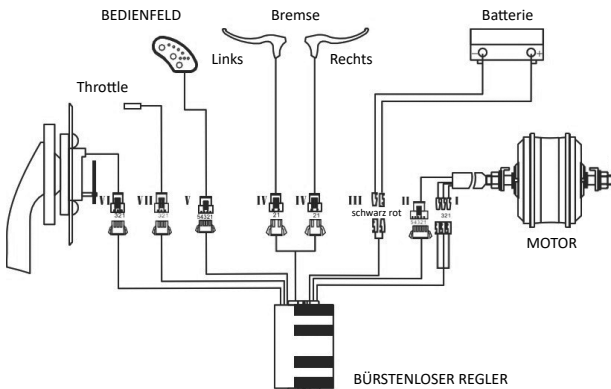 BEDIENFELD
Bremse
Batterie
Links
Rechts
Throttle
- +
VI VII V IV IV III II I
321 321 54321 21 21 schwarz rot 54321 321
MOTOR
BÜRSTENLOSER REGLER